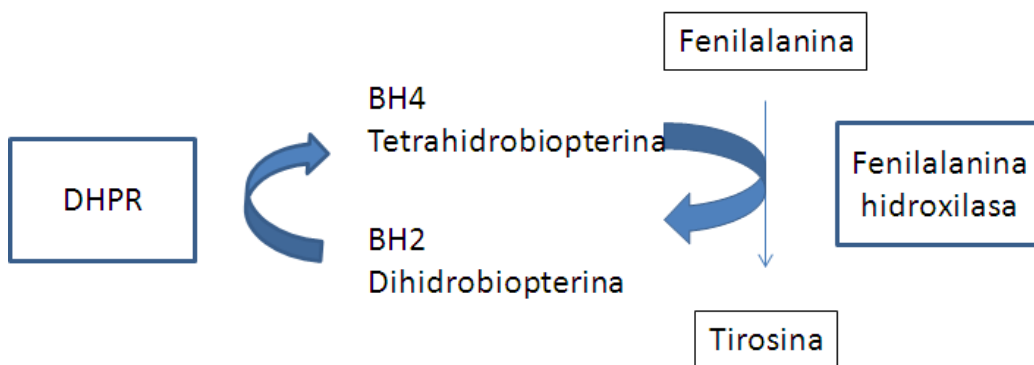 Fenilalanina
BH4
Tetrahidrobiopterina
DHPR
Fenilalanina
hidroxilasa
BH2
Dihidrobiopterina
Tirosina